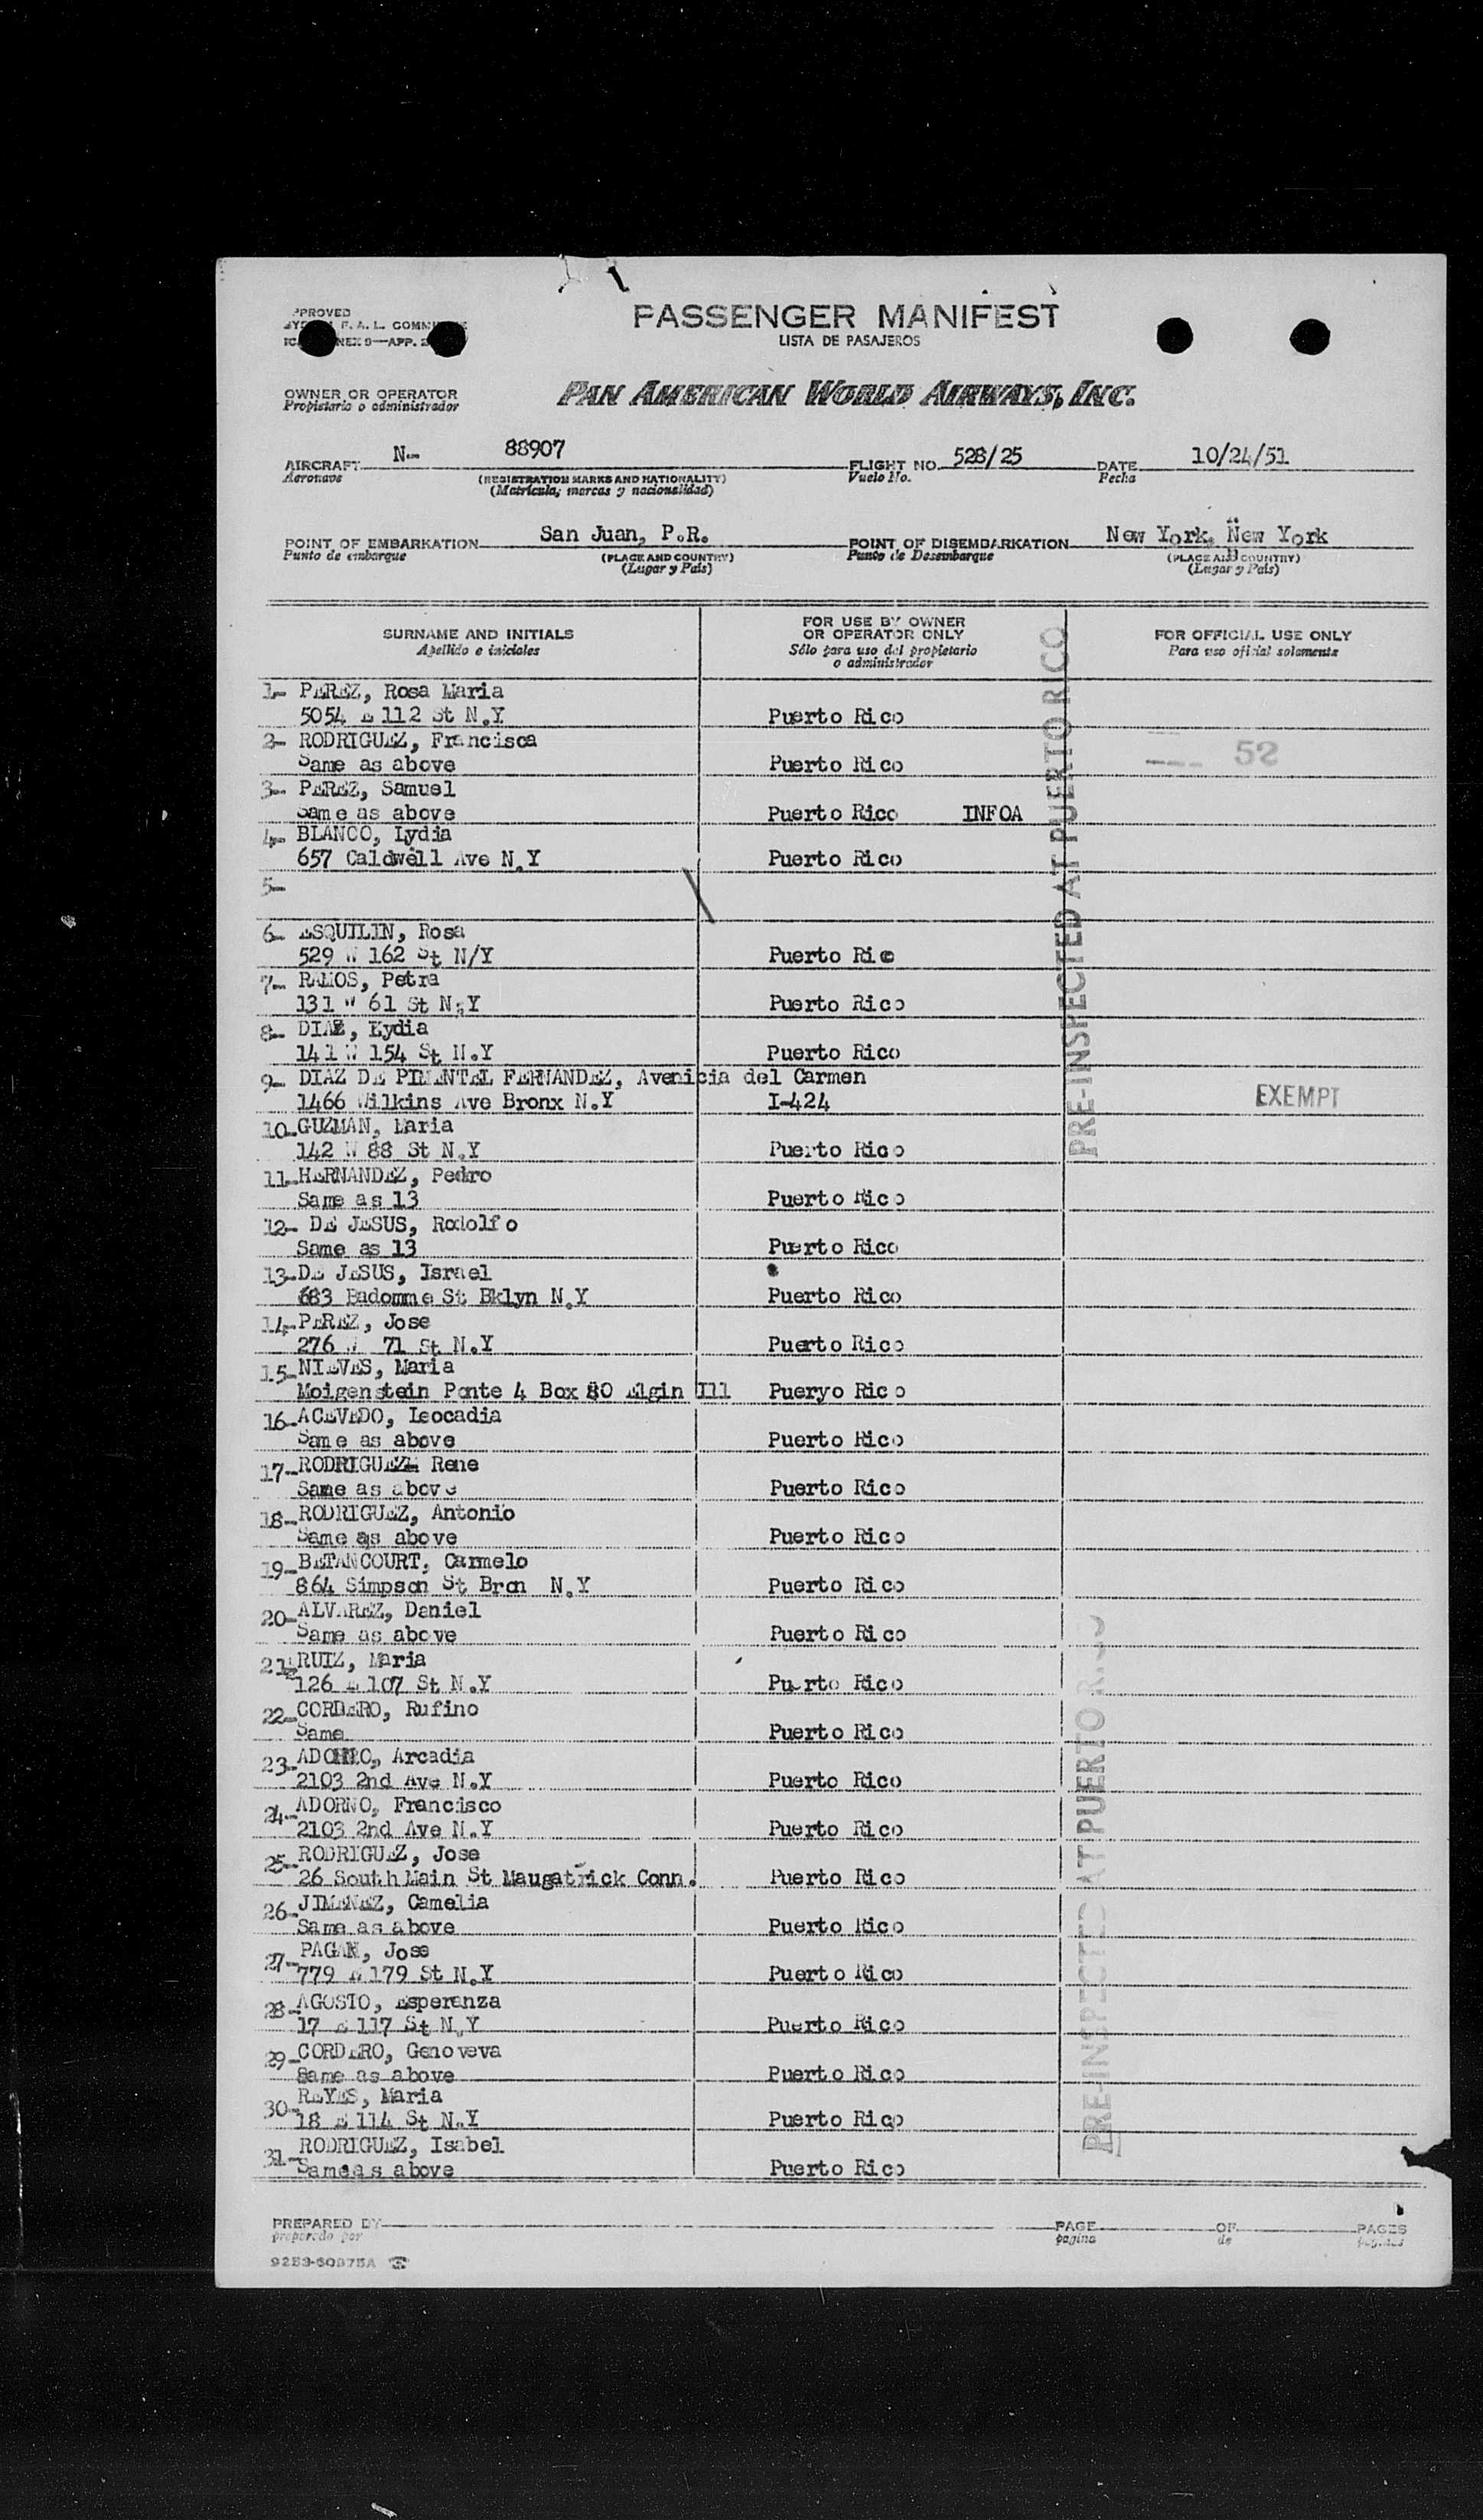 PASSENGER MANIFEST
LISTA DE PASAJEROS
OWNER OR OPERATOR
Propietario o administrador
PAN AMERICAN WORLD AIRWAYS, INC.
AIRCRAFT N- 88907 FLIGHT NO. 528/25 DATE 10/24/51
Aeronave (REGISTRATION MARKS AND NATIONALITY) Vuelo No. Fecha
(Matrícula; marcas y nacionalidad)
POINT OF EMBARKATION San Juan, P.R. POINT OF DISEMBARKATION New York, New York
Punto de embarque (PLACE AND COUNTRY) Punto de Desembarque (PLACE AND COUNTRY)
(Lugar y País) (Lugar y País)
SURNAME AND INITIALS
Apellido e iniciales
FOR USE BY OWNER
OR OPERATOR ONLY
Sólo para uso del propietario
o administrador
FOR OFFICIAL USE ONLY
Para uso oficial solamente
1- PEREZ, Rosa Maria
5054 E 112 St N.Y Puerto Rico
2- RODRIGUEZ, Francisca
Same as above Puerto Rico
52
3- PEREZ, Samuel
Same as above Puerto Rico INFOA
4- BLANCO, Lydia
657 Caldwell Ave N.Y Puerto Rico
5-
6- ESQUILIN, Rosa
529 W 162 St N/Y Puerto Rico
7- RAMOS, Petra
131 W 61 St N.Y Puerto Rico
8- DIAZ, Lydia
141 W 154 St N.Y Puerto Rico
9- DIAZ DE PIMENTEL FERNANDEZ, Avenicia del Carmen
1466 Wilkins Ave Bronx N.Y I-424 EXEMPT
10- GUZMAN, Maria
142 W 88 St N.Y Puerto Rico
11- HERNANDEZ, Pedro
Same as 13 Puerto Rico
12- DE JESUS, Rodolfo
Same as 13 Puerto Rico
13- DE JESUS, Israel
683 Badomme St Bklyn N.Y Puerto Rico
14- PEREZ, Jose
276 W 71 St N.Y Puerto Rico
15- NIEVES, Maria
Moigenstein Ponte 4 Box 80 Elgin Ill Pueryo Rico
16- ACEVEDO, Leocadia
Same as above Puerto Rico
17- RODRIGUEZ Rene
Same as above Puerto Rico
18- RODRIGUEZ, Antonio
Same as above Puerto Rico
19- BETANCOURT, Carmelo
864 Simpson St Bron N.Y Puerto Rico
20- ALVAREZ, Daniel
Same as above Puerto Rico
21- RUIZ, Maria
126 E 107 St N.Y Puerto Rico
22- CORDERO, Rufino
Same Puerto Rico
23- ADORNO, Arcadia
2103 2nd Ave N.Y Puerto Rico
24- ADORNO, Francisco
2103 2nd Ave N.Y Puerto Rico
25- RODRIGUEZ, Jose
26 South Main St Maugatrick Conn. Puerto Rico
26- JIMENEZ, Camelia
Same as above Puerto Rico
27- PAGAN, Jose
779 E 179 St N.Y Puerto Rico
28- AGOSTO, Esperanza
17 E 117 St N.Y Puerto Rico
29- CORDERO, Genoveva
Same as above Puerto Rico
30- REYES, Maria
18 E 114 St N.Y Puerto Rico
31- RODRIGUEZ, Isabel
Same as above Puerto Rico
PRE-INSPECTED AT PUERTO RICO
PRE-INSPECTED AT PUERTO RICO
PREPARED BY PAGE OF PAGES
preparado por pagina de